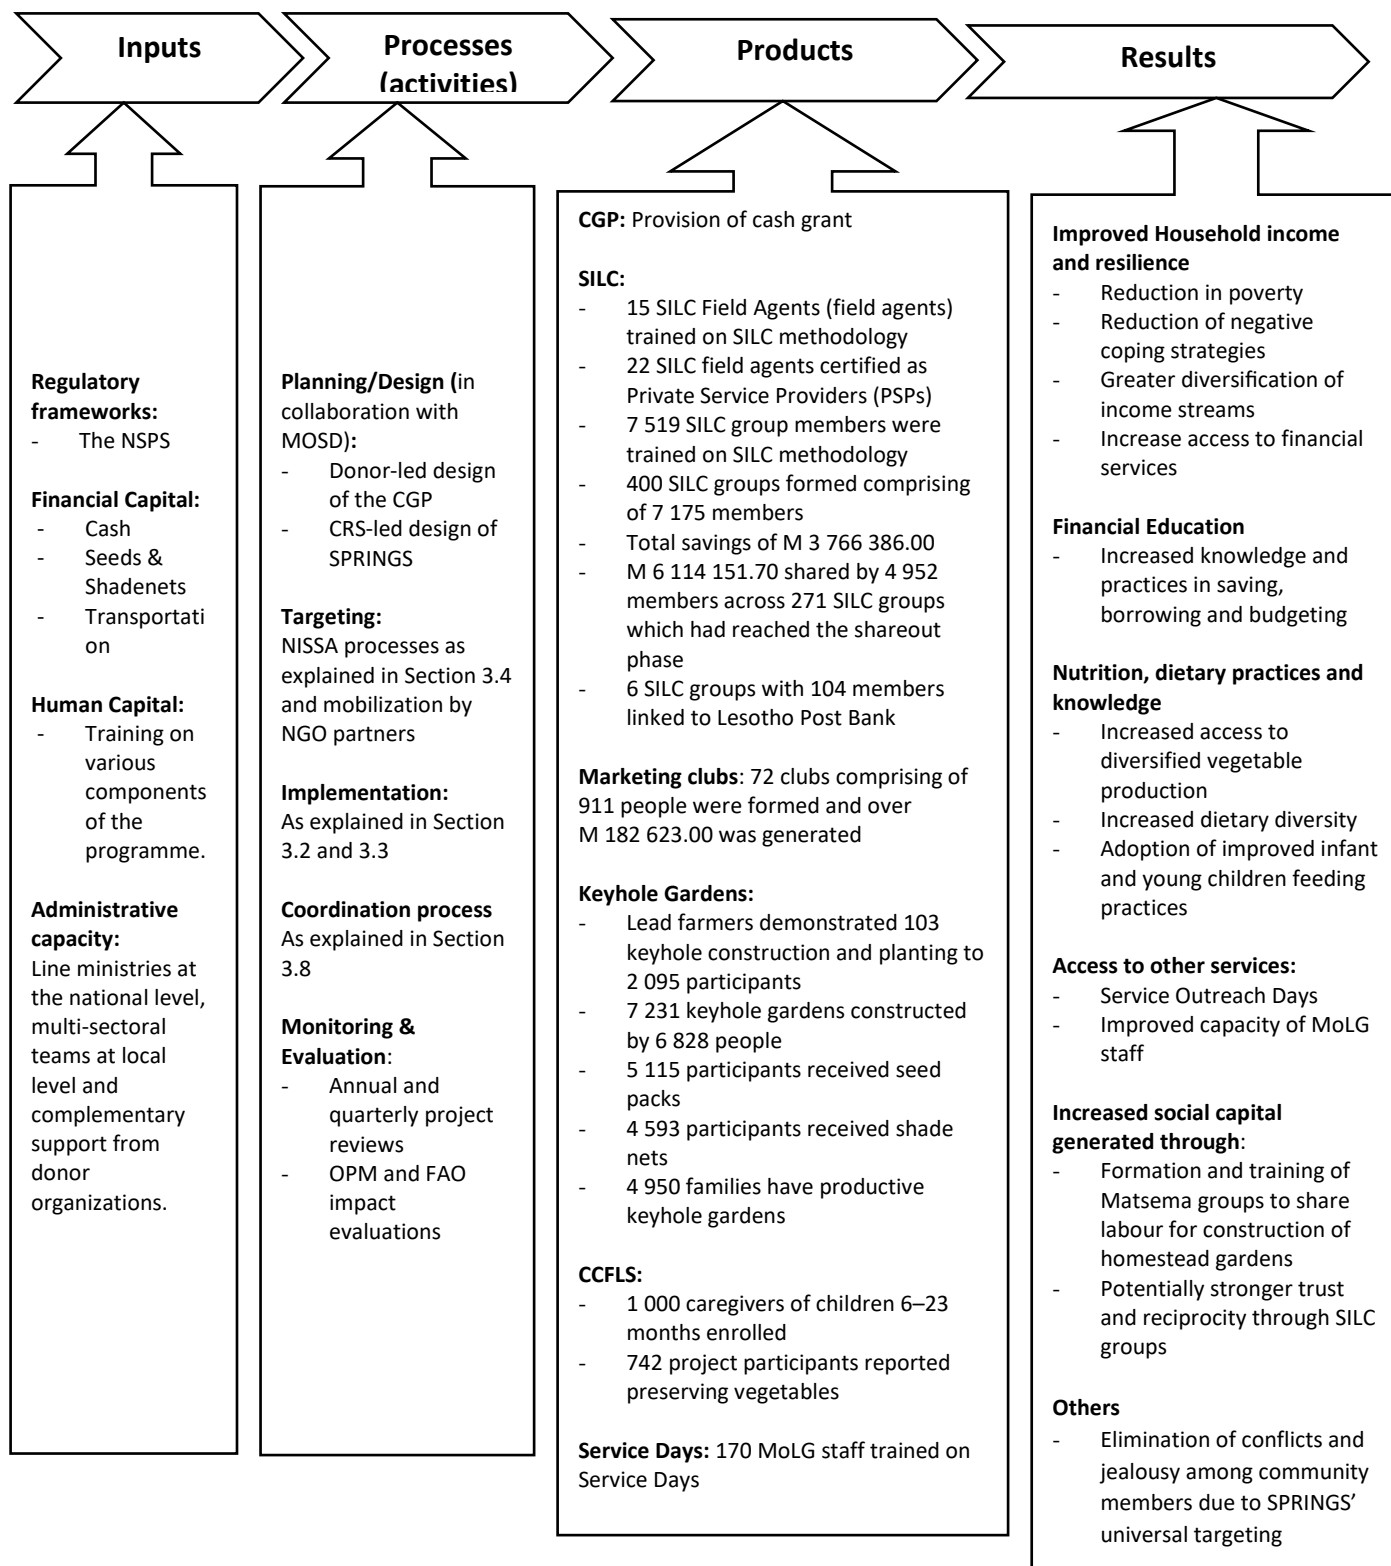 Inputs
Processes
(activities)
Products
Results
Regulatory
frameworks:
- The NSPS
Financial Capital:
- Cash
- Seeds &
Shadenets
- Transportati
on
Human Capital:
- Training on
various
components
of the
programme.
Administrative
capacity:
Line ministries at
the national level,
multi-sectoral
teams at local
level and
complementary
support from
donor
organizations.
Planning/Design (in
collaboration with
MOSD):
- Donor-led design
of the CGP
- CRS-led design of
SPRINGS
Targeting:
NISSA processes as
explained in Section 3.4
and mobilization by
NGO partners
Implementation:
As explained in Section
3.2 and 3.3
Coordination process
As explained in Section
3.8
Monitoring &
Evaluation:
- Annual and
quarterly project
reviews
- OPM and FAO
impact
evaluations
CGP: Provision of cash grant
SILC:
- 15 SILC Field Agents (field agents)
trained on SILC methodology
- 22 SILC field agents certified as
Private Service Providers (PSPs)
- 7 519 SILC group members were
trained on SILC methodology
- 400 SILC groups formed comprising
of 7 175 members
- Total savings of M 3 766 386.00
- M 6 114 151.70 shared by 4 952
members across 271 SILC groups
which had reached the shareout
phase
- 6 SILC groups with 104 members
linked to Lesotho Post Bank
Marketing clubs: 72 clubs comprising of
911 people were formed and over
M 182 623.00 was generated
Keyhole Gardens:
- Lead farmers demonstrated 103
keyhole construction and planting to
2 095 participants
- 7 231 keyhole gardens constructed
by 6 828 people
- 5 115 participants received seed
packs
- 4 593 participants received shade
nets
- 4 950 families have productive
keyhole gardens
CCFLS:
- 1 000 caregivers of children 6–23
months enrolled
- 742 project participants reported
preserving vegetables
Service Days: 170 MoLG staff trained on
Service Days
Improved Household income
and resilience
- Reduction in poverty
- Reduction of negative
coping strategies
- Greater diversification of
income streams
- Increase access to financial
services
Financial Education
- Increased knowledge and
practices in saving,
borrowing and budgeting
Nutrition, dietary practices and
knowledge
- Increased access to
diversified vegetable
production
- Increased dietary diversity
- Adoption of improved infant
and young children feeding
practices
Access to other services:
- Service Outreach Days
- Improved capacity of MoLG
staff
Increased social capital
generated through:
- Formation and training of
Matsema groups to share
labour for construction of
homestead gardens
- Potentially stronger trust
and reciprocity through SILC
groups
Others
- Elimination of conflicts and
jealousy among community
members due to SPRINGS’
universal targeting